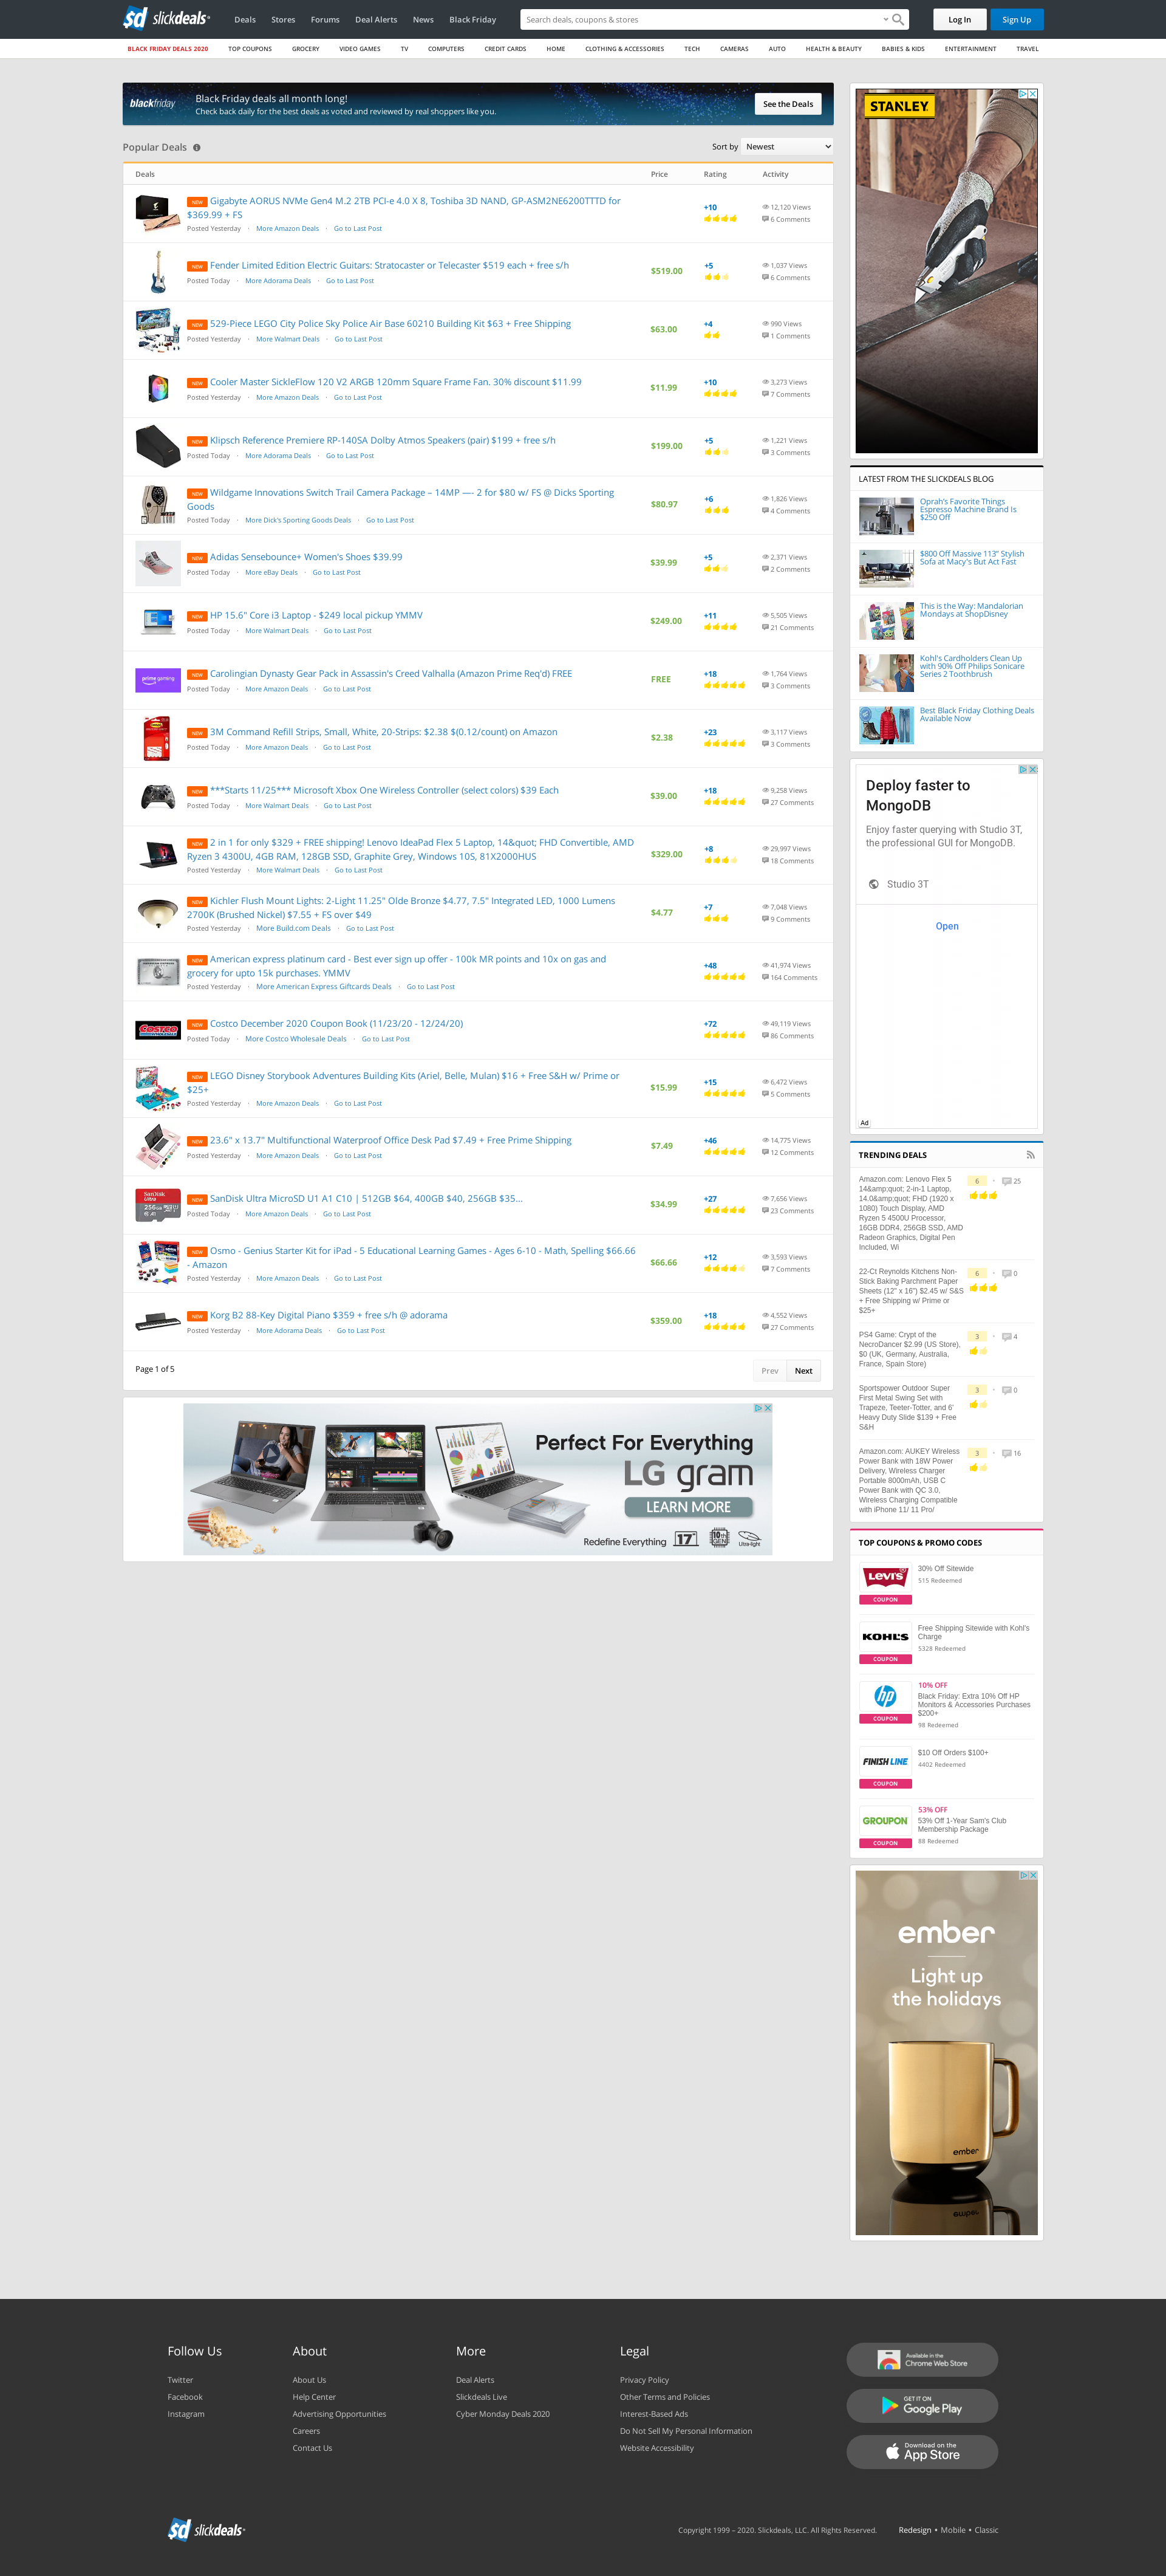 sd slickdeals
Deals Stores Forums Deal Alerts News Black Friday
Search deals, coupons & stores
Log In
Sign Up
BLACK FRIDAY DEALS 2020 TOP COUPONS GROCERY VIDEO GAMES TV COMPUTERS CREDIT CARDS HOME CLOTHING & ACCESSORIES TECH CAMERAS AUTO HEALTH & BEAUTY BABIES & KIDS ENTERTAINMENT TRAVEL
blackfriday
Black Friday deals all month long!
Check back daily for the best deals as voted and reviewed by real shoppers like you.
See the Deals
Popular Deals
Sort by Newest
Deals Price Rating Activity
NEW Gigabyte AORUS NVMe Gen4 M.2 2TB PCI-e 4.0 X 8, Toshiba 3D NAND, GP-ASM2NE6200TTTD for
$369.99 + FS
Posted Yesterday · More Amazon Deals · Go to Last Post
+10
12,120 Views
6 Comments
NEW Fender Limited Edition Electric Guitars: Stratocaster or Telecaster $519 each + free s/h
Posted Today · More Adorama Deals · Go to Last Post
$519.00
+5
1,037 Views
6 Comments
NEW 529-Piece LEGO City Police Sky Police Air Base 60210 Building Kit $63 + Free Shipping
Posted Yesterday · More Walmart Deals · Go to Last Post
$63.00
+4
990 Views
1 Comments
NEW Cooler Master SickleFlow 120 V2 ARGB 120mm Square Frame Fan. 30% discount $11.99
Posted Yesterday · More Amazon Deals · Go to Last Post
$11.99
+10
3,273 Views
7 Comments
NEW Klipsch Reference Premiere RP-140SA Dolby Atmos Speakers (pair) $199 + free s/h
Posted Today · More Adorama Deals · Go to Last Post
$199.00
+5
1,221 Views
3 Comments
NEW Wildgame Innovations Switch Trail Camera Package – 14MP —- 2 for $80 w/ FS @ Dicks Sporting
Goods
Posted Today · More Dick's Sporting Goods Deals · Go to Last Post
$80.97
+6
1,826 Views
4 Comments
NEW Adidas Sensebounce+ Women's Shoes $39.99
Posted Today · More eBay Deals · Go to Last Post
$39.99
+5
2,371 Views
2 Comments
NEW HP 15.6" Core i3 Laptop - $249 local pickup YMMV
Posted Today · More Walmart Deals · Go to Last Post
$249.00
+11
5,505 Views
21 Comments
prime gaming
NEW Carolingian Dynasty Gear Pack in Assassin's Creed Valhalla (Amazon Prime Req'd) FREE
Posted Today · More Amazon Deals · Go to Last Post
FREE
+18
1,764 Views
3 Comments
NEW 3M Command Refill Strips, Small, White, 20-Strips: $2.38 $(0.12/count) on Amazon
Posted Today · More Amazon Deals · Go to Last Post
$2.38
+23
3,117 Views
3 Comments
NEW ***Starts 11/25*** Microsoft Xbox One Wireless Controller (select colors) $39 Each
Posted Today · More Walmart Deals · Go to Last Post
$39.00
+18
9,258 Views
27 Comments
NEW 2 in 1 for only $329 + FREE shipping! Lenovo IdeaPad Flex 5 Laptop, 14&quot; FHD Convertible, AMD
Ryzen 3 4300U, 4GB RAM, 128GB SSD, Graphite Grey, Windows 10S, 81X2000HUS
Posted Yesterday · More Walmart Deals · Go to Last Post
$329.00
+8
29,997 Views
18 Comments
NEW Kichler Flush Mount Lights: 2-Light 11.25" Olde Bronze $4.77, 7.5" Integrated LED, 1000 Lumens
2700K (Brushed Nickel) $7.55 + FS over $49
Posted Yesterday · More Build.com Deals · Go to Last Post
$4.77
+7
7,048 Views
9 Comments
NEW American express platinum card - Best ever sign up offer - 100k MR points and 10x on gas and
grocery for upto 15k purchases. YMMV
Posted Yesterday · More American Express Giftcards Deals · Go to Last Post
+48
41,974 Views
164 Comments
COSTCO
NEW Costco December 2020 Coupon Book (11/23/20 - 12/24/20)
Posted Today · More Costco Wholesale Deals · Go to Last Post
+72
49,119 Views
86 Comments
NEW LEGO Disney Storybook Adventures Building Kits (Ariel, Belle, Mulan) $16 + Free S&H w/ Prime or
$25+
Posted Yesterday · More Amazon Deals · Go to Last Post
$15.99
+15
6,472 Views
5 Comments
NEW 23.6" x 13.7" Multifunctional Waterproof Office Desk Pad $7.49 + Free Prime Shipping
Posted Yesterday · More Amazon Deals · Go to Last Post
$7.49
+46
14,775 Views
12 Comments
SanDisk
Ultra
256
NEW SanDisk Ultra MicroSD U1 A1 C10 | 512GB $64, 400GB $40, 256GB $35...
Posted Today · More Amazon Deals · Go to Last Post
$34.99
+27
7,656 Views
23 Comments
NEW Osmo - Genius Starter Kit for iPad - 5 Educational Learning Games - Ages 6-10 - Math, Spelling $66.66
- Amazon
Posted Yesterday · More Amazon Deals · Go to Last Post
$66.66
+12
3,593 Views
7 Comments
NEW Korg B2 88-Key Digital Piano $359 + free s/h @ adorama
Posted Yesterday · More Adorama Deals · Go to Last Post
$359.00
+18
4,552 Views
27 Comments
Page 1 of 5
Prev Next
Perfect For Everything
LG gram
LEARN MORE
Redefine Everything 17" 10th GEN Ultra-light
STANLEY
LATEST FROM THE SLICKDEALS BLOG
Oprah's Favorite Things
Espresso Machine Brand Is
$250 Off
$800 Off Massive 113" Stylish
Sofa at Macy's But Act Fast
This is the Way: Mandalorian
Mondays at ShopDisney
Kohl's Cardholders Clean Up
with 90% Off Philips Sonicare
Series 2 Toothbrush
Best Black Friday Clothing Deals
Available Now
Deploy faster to
MongoDB
Enjoy faster querying with Studio 3T,
the professional GUI for MongoDB.
Studio 3T
Open
Ad
TRENDING DEALS
Amazon.com: Lenovo Flex 5
14&amp;quot; 2-in-1 Laptop,
14.0&amp;quot; FHD (1920 x
1080) Touch Display, AMD
Ryzen 5 4500U Processor,
16GB DDR4, 256GB SSD, AMD
Radeon Graphics, Digital Pen
Included, Wi
6 · 25
22-Ct Reynolds Kitchens Non-
Stick Baking Parchment Paper
Sheets (12" x 16") $2.45 w/ S&S
+ Free Shipping w/ Prime or
$25+
6 · 0
PS4 Game: Crypt of the
NecroDancer $2.99 (US Store),
$0 (UK, Germany, Australia,
France, Spain Store)
3 · 4
Sportspower Outdoor Super
First Metal Swing Set with
Trapeze, Teeter-Totter, and 6'
Heavy Duty Slide $139 + Free
S&H
3 · 0
Amazon.com: AUKEY Wireless
Power Bank with 18W Power
Delivery, Wireless Charger
Portable 8000mAh, USB C
Power Bank with QC 3.0,
Wireless Charging Compatible
with iPhone 11/ 11 Pro/
3 · 16
TOP COUPONS & PROMO CODES
LEVI'S
COUPON
30% Off Sitewide
515 Redeemed
KOHL'S
COUPON
Free Shipping Sitewide with Kohl's
Charge
5328 Redeemed
hp
COUPON
10% OFF
Black Friday: Extra 10% Off HP
Monitors & Accessories Purchases
$200+
98 Redeemed
FINISH LINE
COUPON
$10 Off Orders $100+
4402 Redeemed
GROUPON
COUPON
53% OFF
53% Off 1-Year Sam's Club
Membership Package
88 Redeemed
ember
Light up
the holidays
ember
Follow Us
Twitter
Facebook
Instagram
About
About Us
Help Center
Advertising Opportunities
Careers
Contact Us
More
Deal Alerts
Slickdeals Live
Cyber Monday Deals 2020
Legal
Privacy Policy
Other Terms and Policies
Interest-Based Ads
Do Not Sell My Personal Information
Website Accessibility
Available in the
Chrome Web Store
GET IT ON
Google Play
Download on the
App Store
sd slickdeals
Copyright 1999 – 2020. Slickdeals, LLC. All Rights Reserved.
Redesign • Mobile • Classic